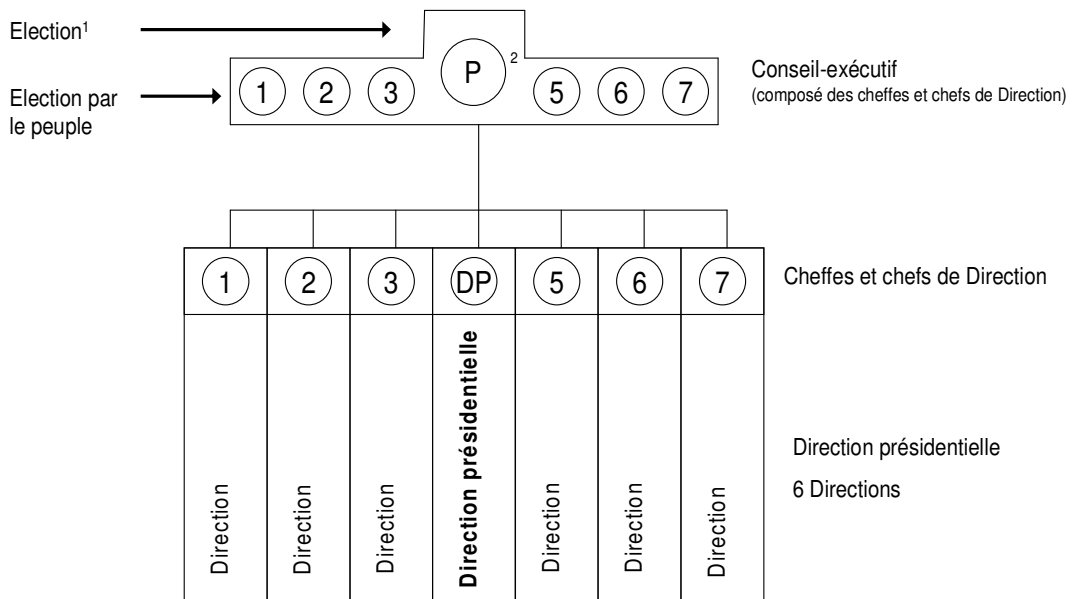 Election¹
P
2
1
2
3
5
6
7
Conseil-exécutif
(composé des cheffes et chefs de Direction)
Election par
le peuple
1
2
3
DP
5
6
7
Cheffes et chefs de Direction
Direction
Direction
Direction
Direction présidentielle
Direction
Direction
Direction
Direction présidentielle
6 Directions